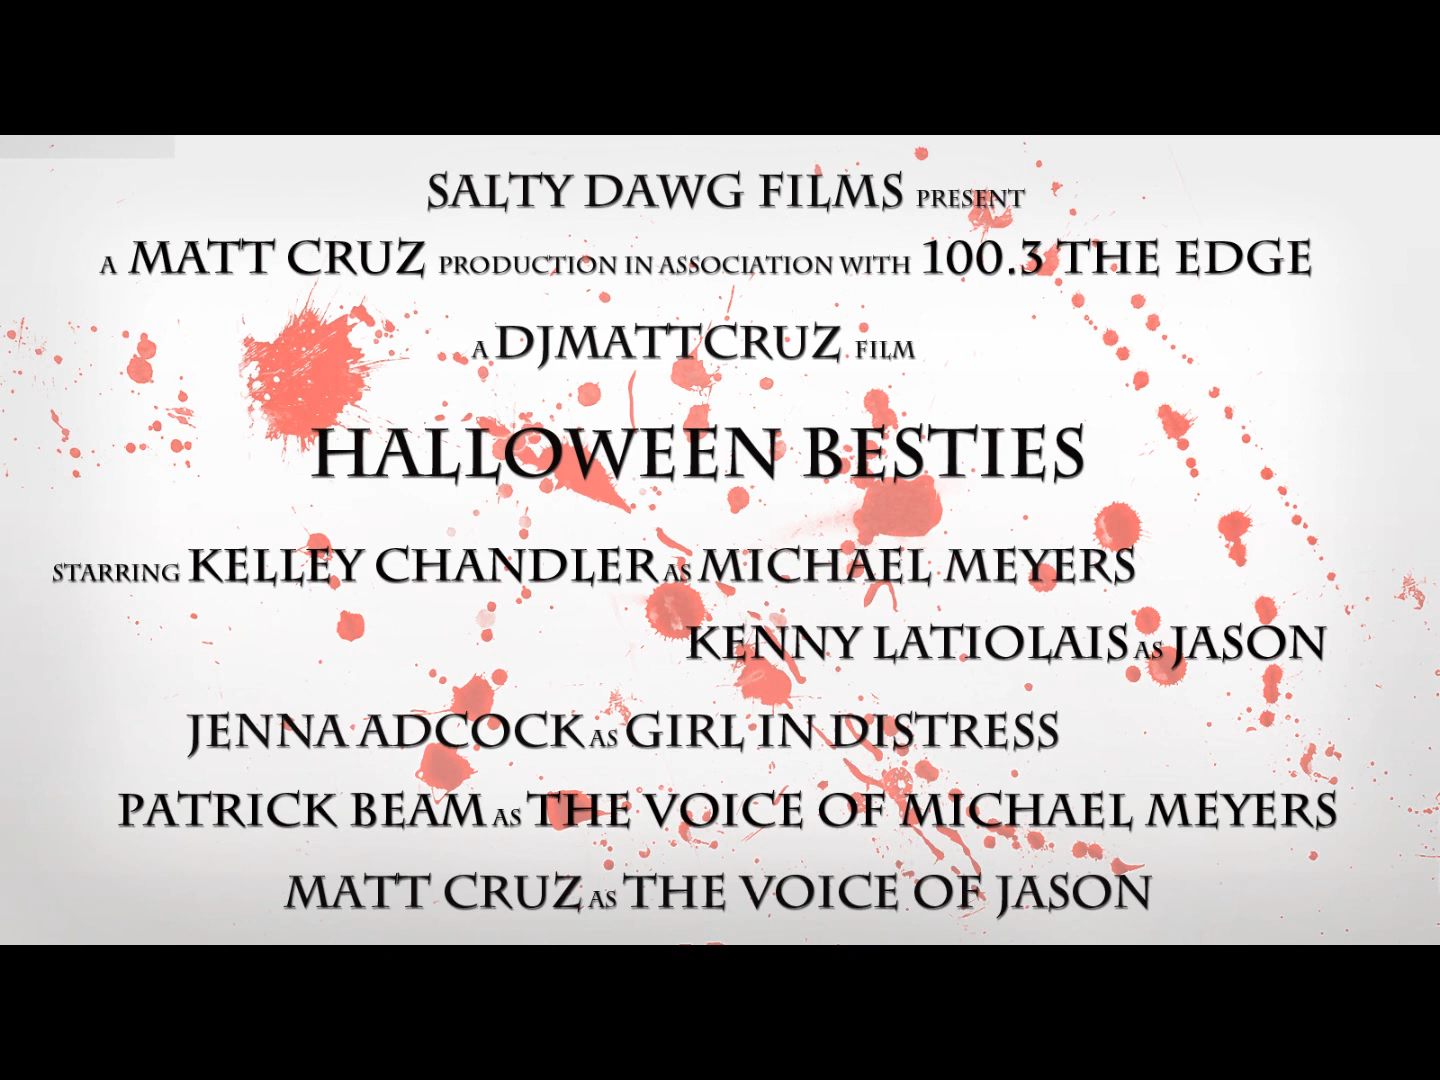 SALTY DAWG FILMS PRESENT
A MATT CRUZ PRODUCTION IN ASSOCIATION WITH 100.3 THE EDGE
A DJMATTCRUZ FILM
HALLOWEEN BESTIES
STARRING KELLEY CHANDLER AS MICHAEL MEYERS
KENNY LATIOLAIS AS JASON
JENNA ADCOCK AS GIRL IN DISTRESS
PATRICK BEAM AS THE VOICE OF MICHAEL MEYERS
MATT CRUZ AS THE VOICE OF JASON